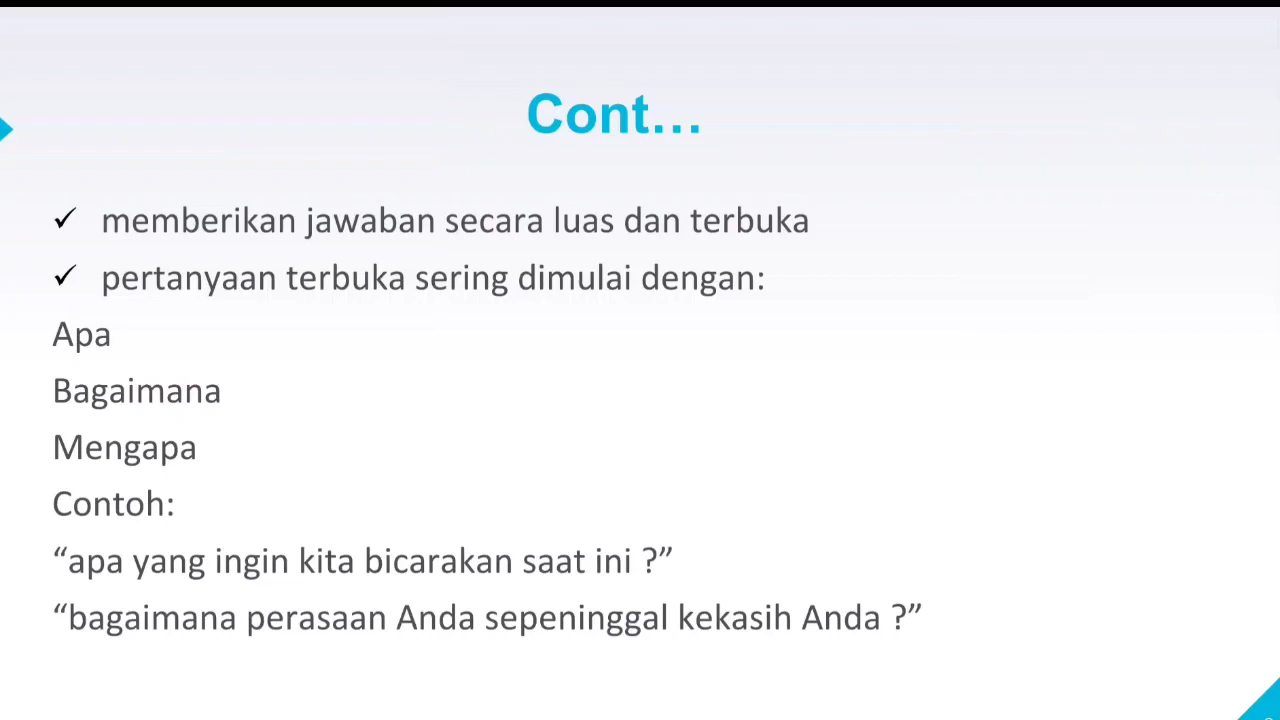 Cont...
✓ memberikan jawaban secara luas dan terbuka
✓ pertanyaan terbuka sering dimulai dengan:
Apa
Bagaimana
Mengapa
Contoh:
“apa yang ingin kita bicarakan saat ini ?”
“bagaimana perasaan Anda sepeninggal kekasih Anda ?”